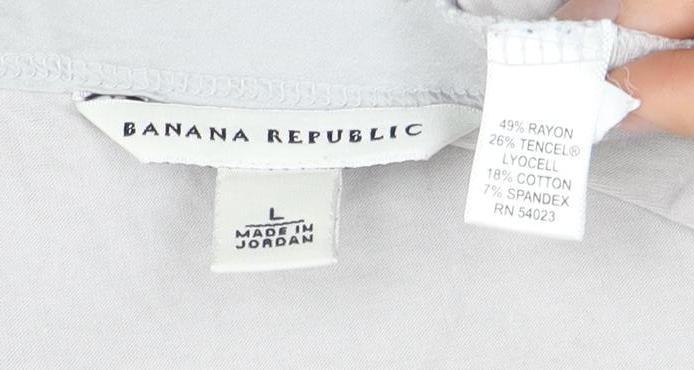 BANANA REPUBLIC
L
MADE IN
JORDAN
49% RAYON
26% TENCEL®
LYOCELL
18% COTTON
7% SPANDEX
RN 54023